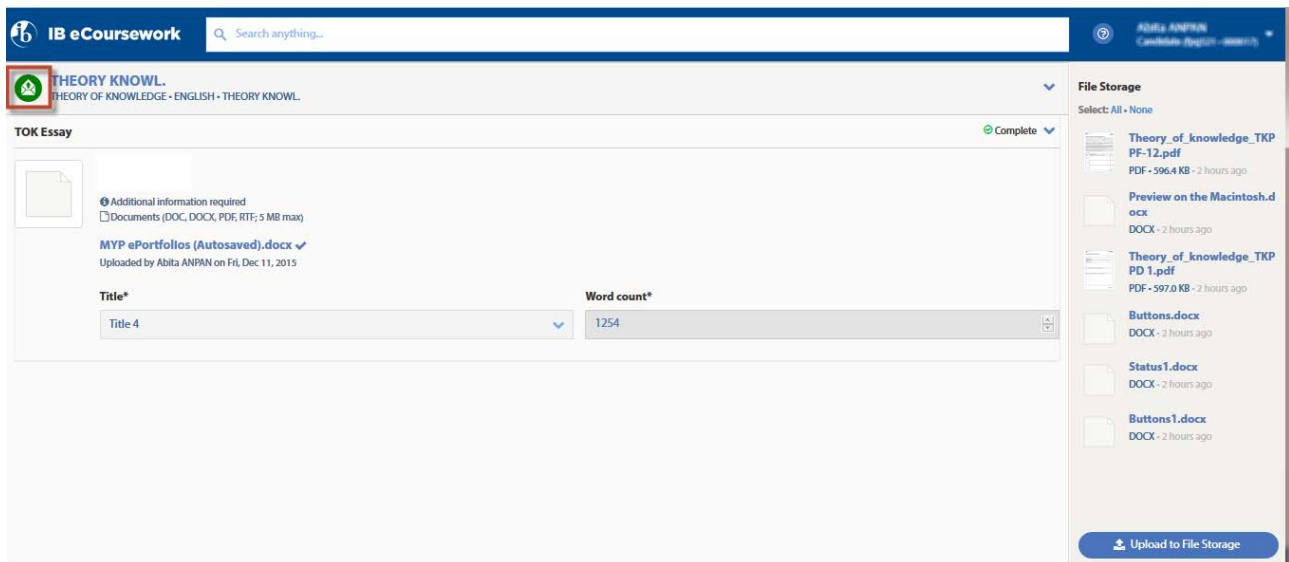 IB eCoursework
Search anything...
THEORY KNOWL.
THEORY OF KNOWLEDGE • ENGLISH • THEORY KNOWL.
TOK Essay
Complete
Additional information required
Documents (DOC, DOCX, PDF, RTF; 5 MB max)
MYP ePortfolios (Autosaved).docx
Uploaded by Abita ANPAN on Fri, Dec 11, 2015
Title*
Word count*
Title 4
1254
File Storage
Select: All • None
Theory_of_knowledge_TKP
PF-12.pdf
PDF • 596.4 KB - 2 hours ago
Preview on the Macintosh.d
ocx
DOCX - 2 hours ago
Theory_of_knowledge_TKP
PD 1.pdf
PDF • 597.0 KB - 2 hours ago
Buttons.docx
DOCX - 2 hours ago
Status1.docx
DOCX - 2 hours ago
Buttons1.docx
DOCX - 2 hours ago
Upload to File Storage